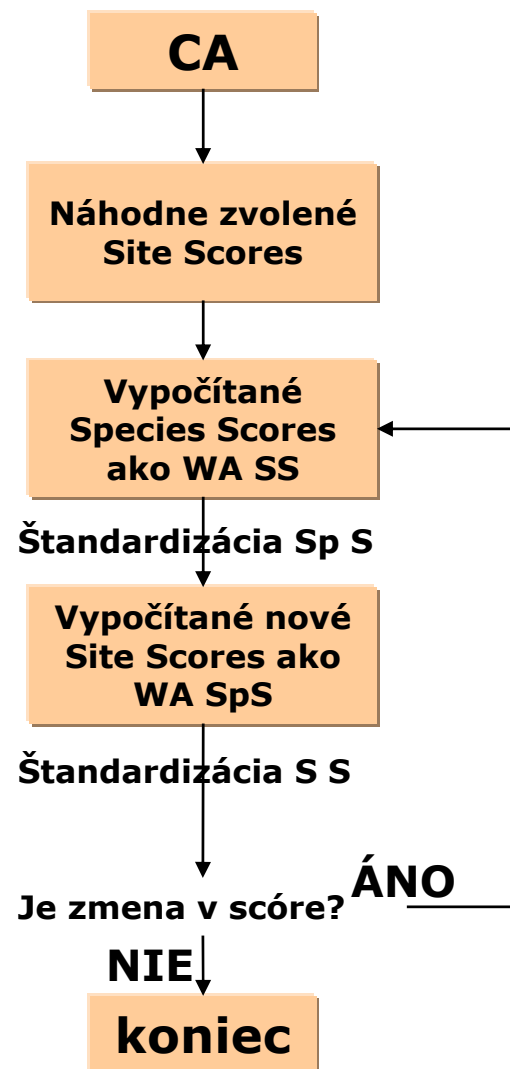 CA
Náhodne zvolené
Site Scores
Vypočítané
Species Scores
ako WA SS
Štandardizácia Sp S
Vypočítané nové
Site Scores ako
WA SpS
Štandardizácia S S
Je zmena v scóre?
ÁNO
NIE
koniec